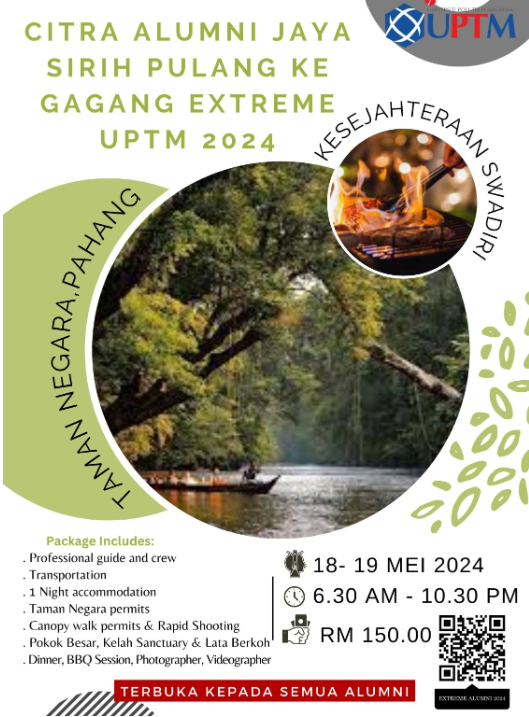 UPTM
CITRA ALUMNI JAYA
SIRIH PULANG KE
GAGANG EXTREME
UPTM 2024
KESEJAHTERAAN SWADIRI
TAMAN NEGARA,PAHANG
Package Includes:
. Professional guide and crew
. Transportation
. 1 Night accommodation
. Taman Negara permits
. Canopy walk permits & Rapid Shooting
. Pokok Besar, Kelah Sanctuary & Lata Berkoh
. Dinner, BBQ Session, Photographer, Videographer
18- 19 MEI 2024
6.30 AM - 10.30 PM
RM 150.00
EXTREME ALUMNI 2024
TERBUKA KEPADA SEMUA ALUMNI